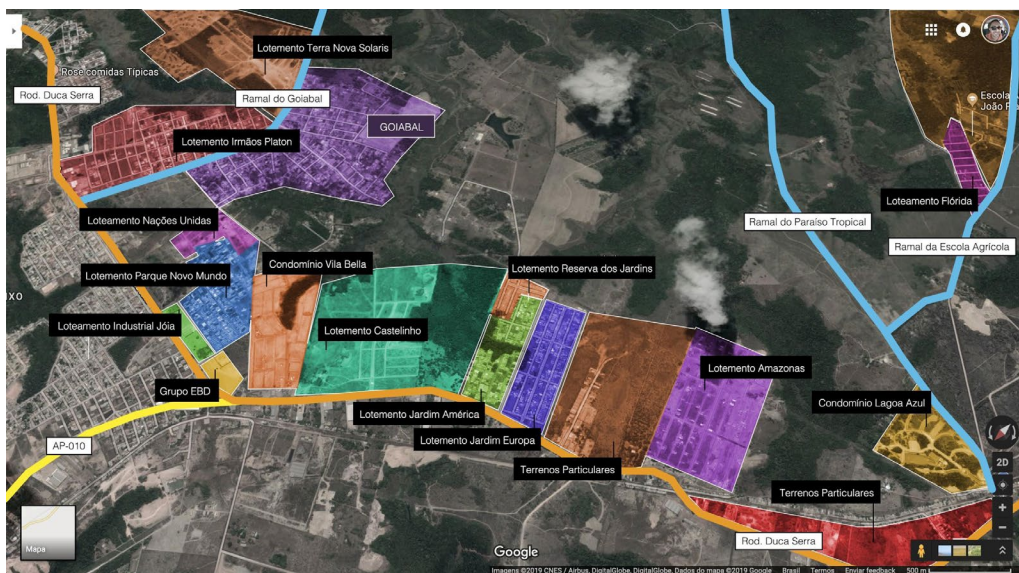 Lotemento Terra Nova Solaris
Rose comidas Típicas
Rod. Duca Serra
Ramal do Goiabal
GOIABAL
Lotemento Irmãos Platon
Escola
João
Loteamento Flórida
Loteamento Nações Unidas
Ramal do Paraíso Tropical
Ramal da Escola Agrícola
Condomínio Vila Bella
Lotemento Reserva dos Jardins
Lotemento Parque Novo Mundo
IXO
Loteamento Industrial Jóia
Lotemento Castelinho
Lotemento Amazonas
Grupo EBD
Condomínio Lagoa Azul
Lotemento Jardim América
Lotemento Jardim Europa
AP-010
Terrenos Particulares
2D
Terrenos Particulares
Rod. Duca Serra
Mapa
Google
Imagens ©2019 CNES / Airbus, DigitalGlobe, DigitalGlobe, Dados do mapa ©2019 Google Brasil Termos Enviar feedback 500 m